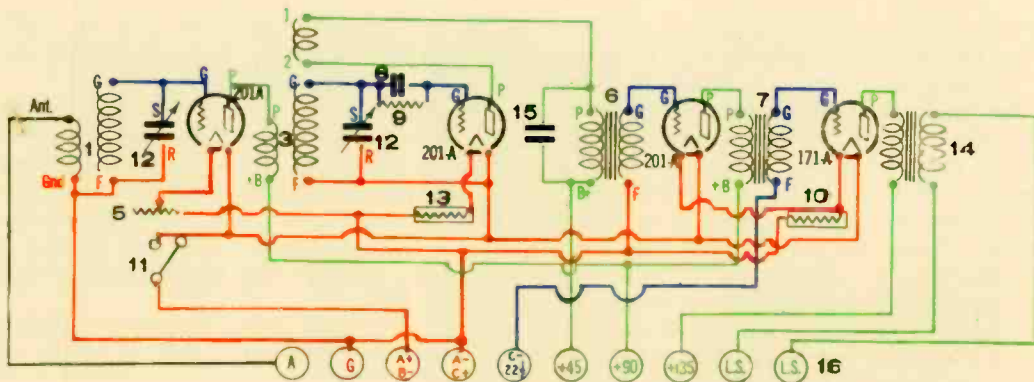 1
2
G
8
G
P
201A
G
P
P
6
G
G
P
7
G
G
P
Ant.
S
9
15
P
P
1
12
3
S
12
201-A
201-A
171-A
14
R
R
Gnd
F
+B
F
B+
F
+B
F
10
5
13
11
A
G
A+
B-
A-
C+
C-
22½
+45
+90
+135
L.S.
L.S.
16